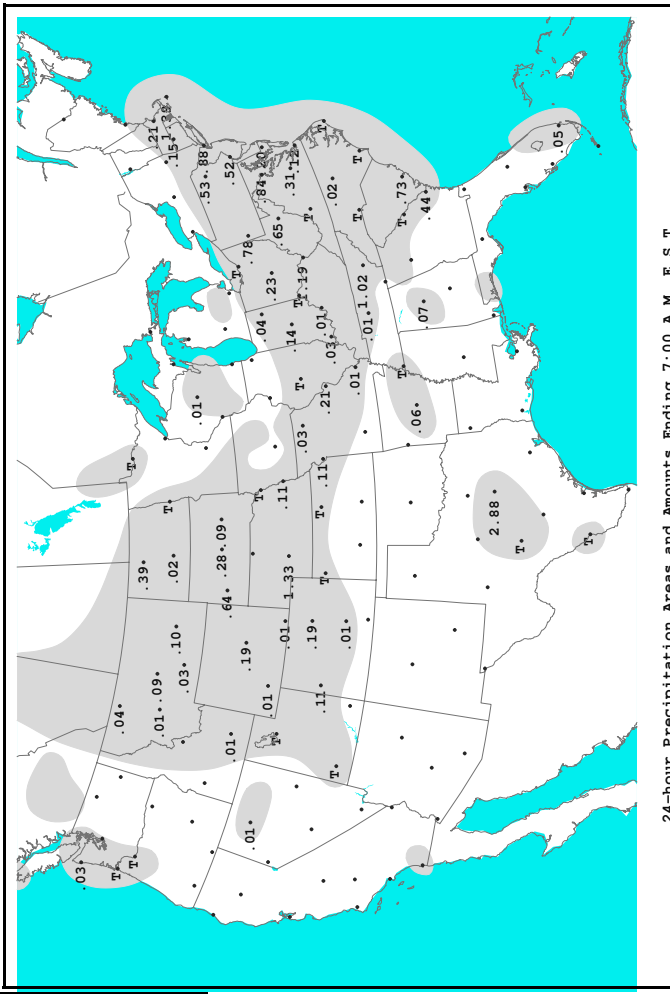 .03
T
.04
T
T
.39
.21
.01 .09
T
.02
.10
.15
.03
.01
.53
.88
.28 .09
.64
.52
.01
T
.19
.78
.01
T
.04
.84
.20
.01
.23
T
.65
.01
.11
1.33
.14
.31
.12
T
T
1.19
.03
.19
T
.11
T
.11
.01
T
T
.21
.03
.02
T
.01
.01
T
T
.01 1.02
T
T
.73
.06
.07
.44
2.88
T
.05
T
24-hour Precipitation Areas and Amounts Ending 7:00 A.M. E.S.T.